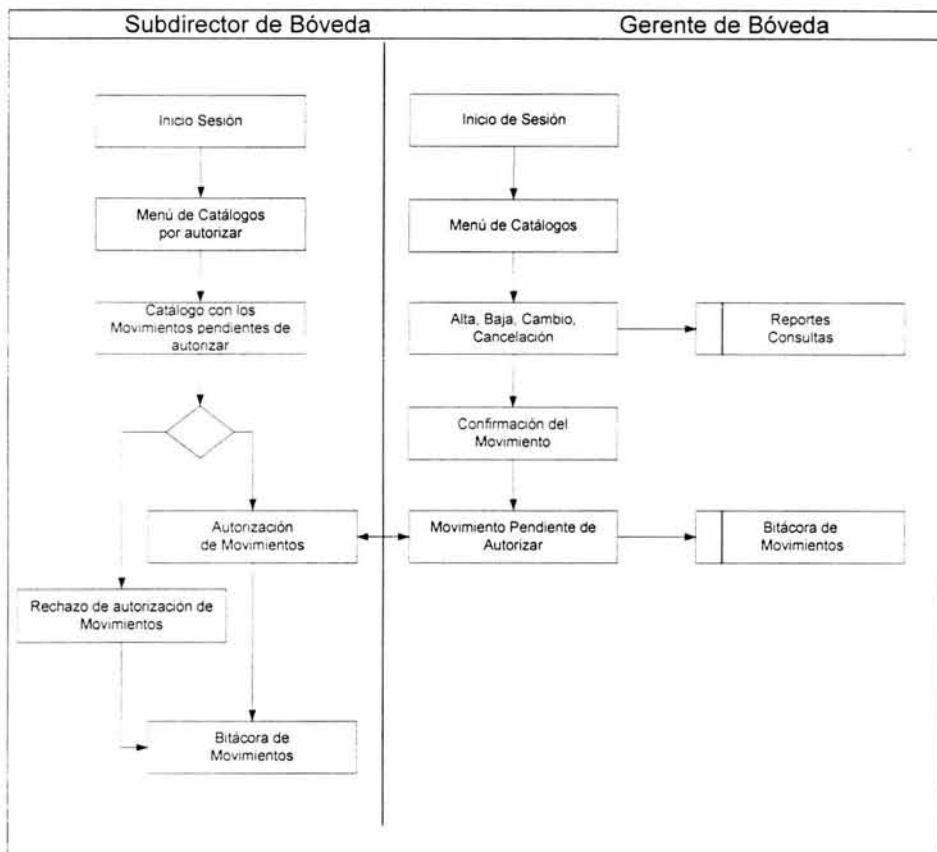 Subdirector de Bóveda
Gerente de Bóveda
Inicio Sesión
Menú de Catálogos
por autorizar
Catálogo con los
Movimientos pendientes de
autorizar
Autorización
de Movimientos
Rechazo de autorización de
Movimientos
Bitácora de
Movimientos
Inicio de Sesión
Menú de Catálogos
Alta, Baja, Cambio,
Cancelación
Reportes
Consultas
Confirmación del
Movimiento
Movimiento Pendiente de
Autorizar
Bitácora de
Movimientos